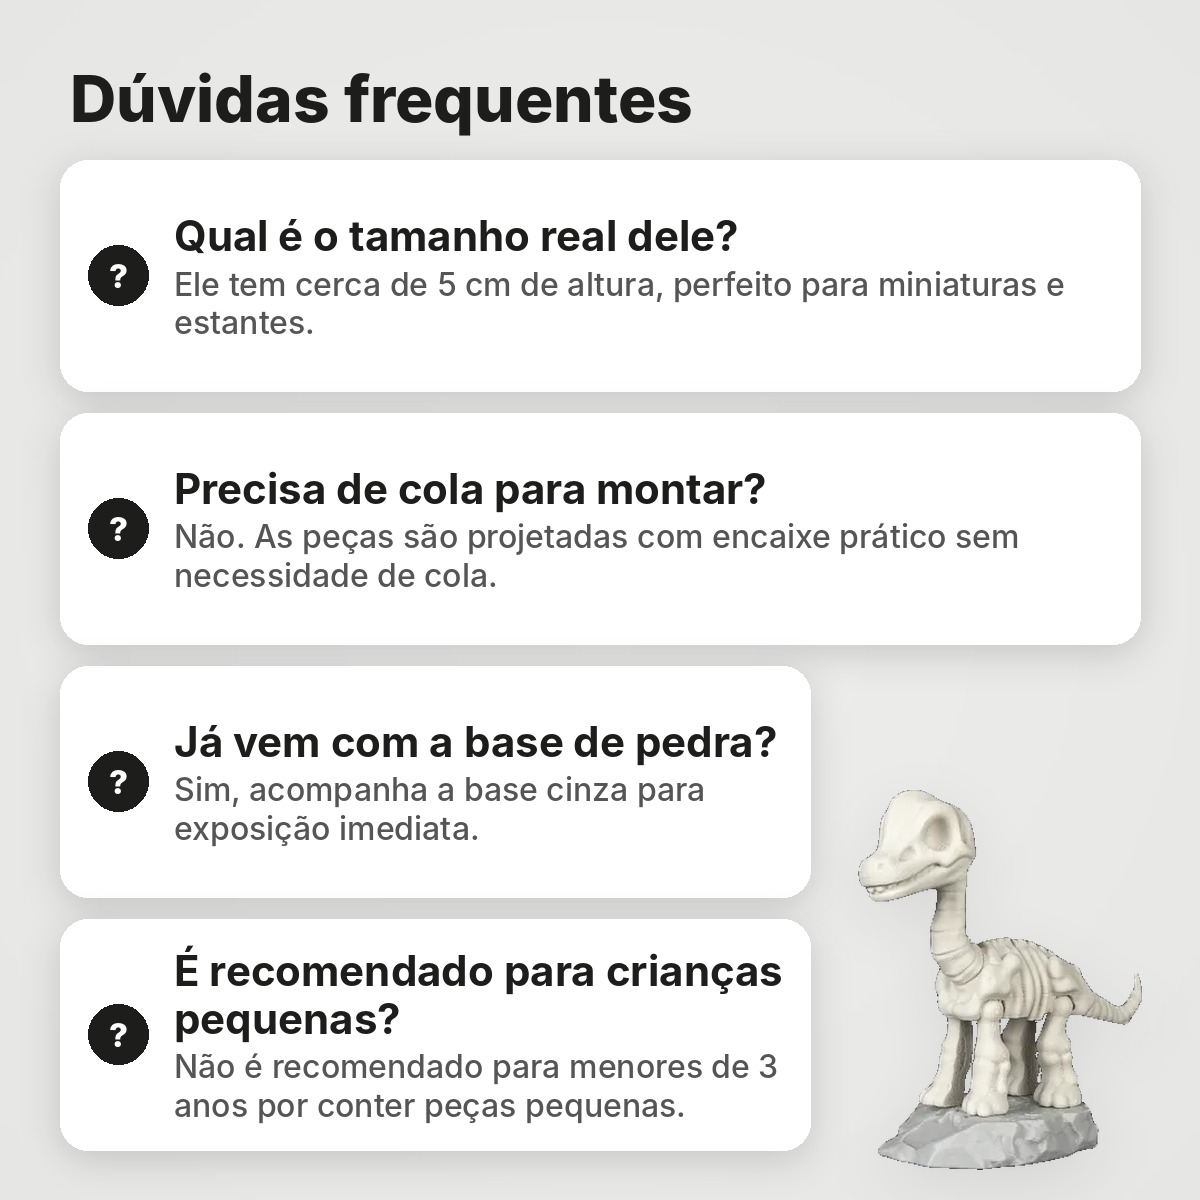 Dúvidas frequentes
?
Qual é o tamanho real dele?
Ele tem cerca de 5 cm de altura, perfeito para miniaturas e
estantes.
?
Precisa de cola para montar?
Não. As peças são projetadas com encaixe prático sem
necessidade de cola.
?
Já vem com a base de pedra?
Sim, acompanha a base cinza para
exposição imediata.
?
É recomendado para crianças
pequenas?
Não é recomendado para menores de 3
anos por conter peças pequenas.